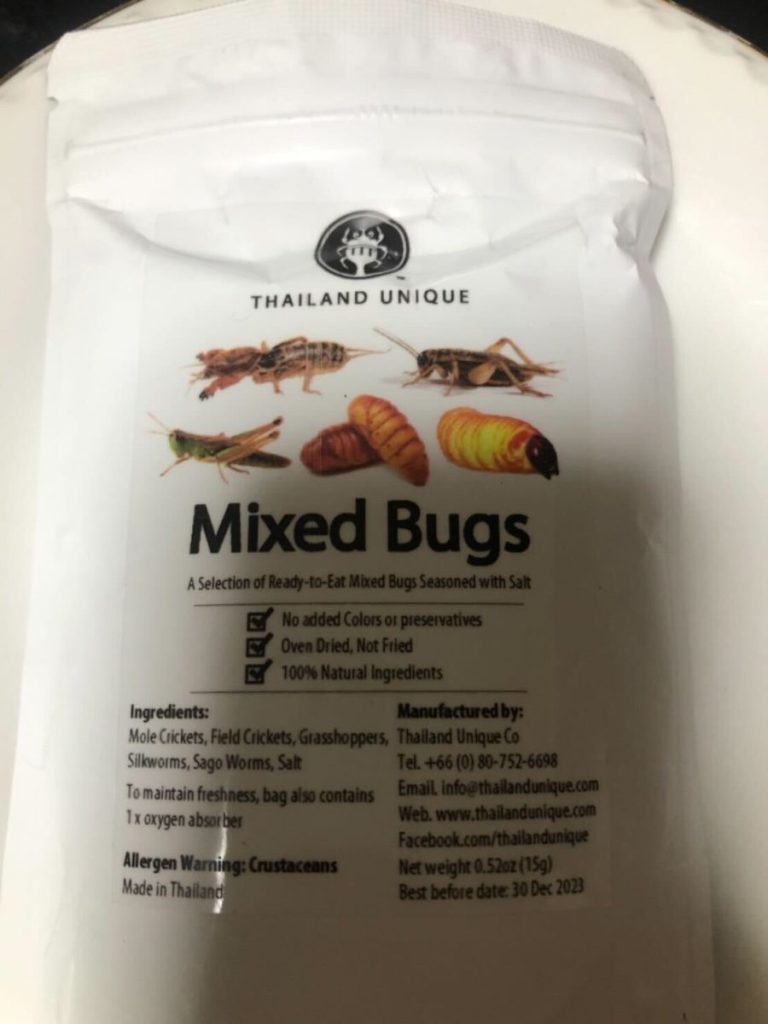 THAILAND UNIQUE
Mixed Bugs
A Selection of Ready-to-Eat Mixed Bugs Seasoned with Salt
No added Colors or preservatives
Oven Dried, Not Fried
100% Natural Ingredients
Ingredients:
Mole Crickets, Field Crickets, Grasshoppers,
Silkworms, Sago Worms, Salt
To maintain freshness, bag also contains
1 x oxygen absorber
Allergen Warning: Crustaceans
Made in Thailand
Manufactured by:
Thailand Unique Co
Tel. +66 (0) 80-752-6698
Email. info@thailandunique.com
Web. www.thailandunique.com
Facebook.com/thailandunique
Net weight 0.52oz (15g)
Best before date: 30 Dec 2023